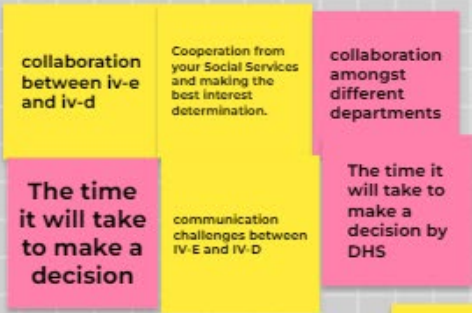 collaboration
between iv-e
and iv-d
Cooperation from
your Social Services
and making the
best interest
determination.
collaboration
amongst
different
departments
The time
it will take
to make a
decision
communication
challenges between
IV-E and IV-D
The time it
will take to
make a
decision by
DHS